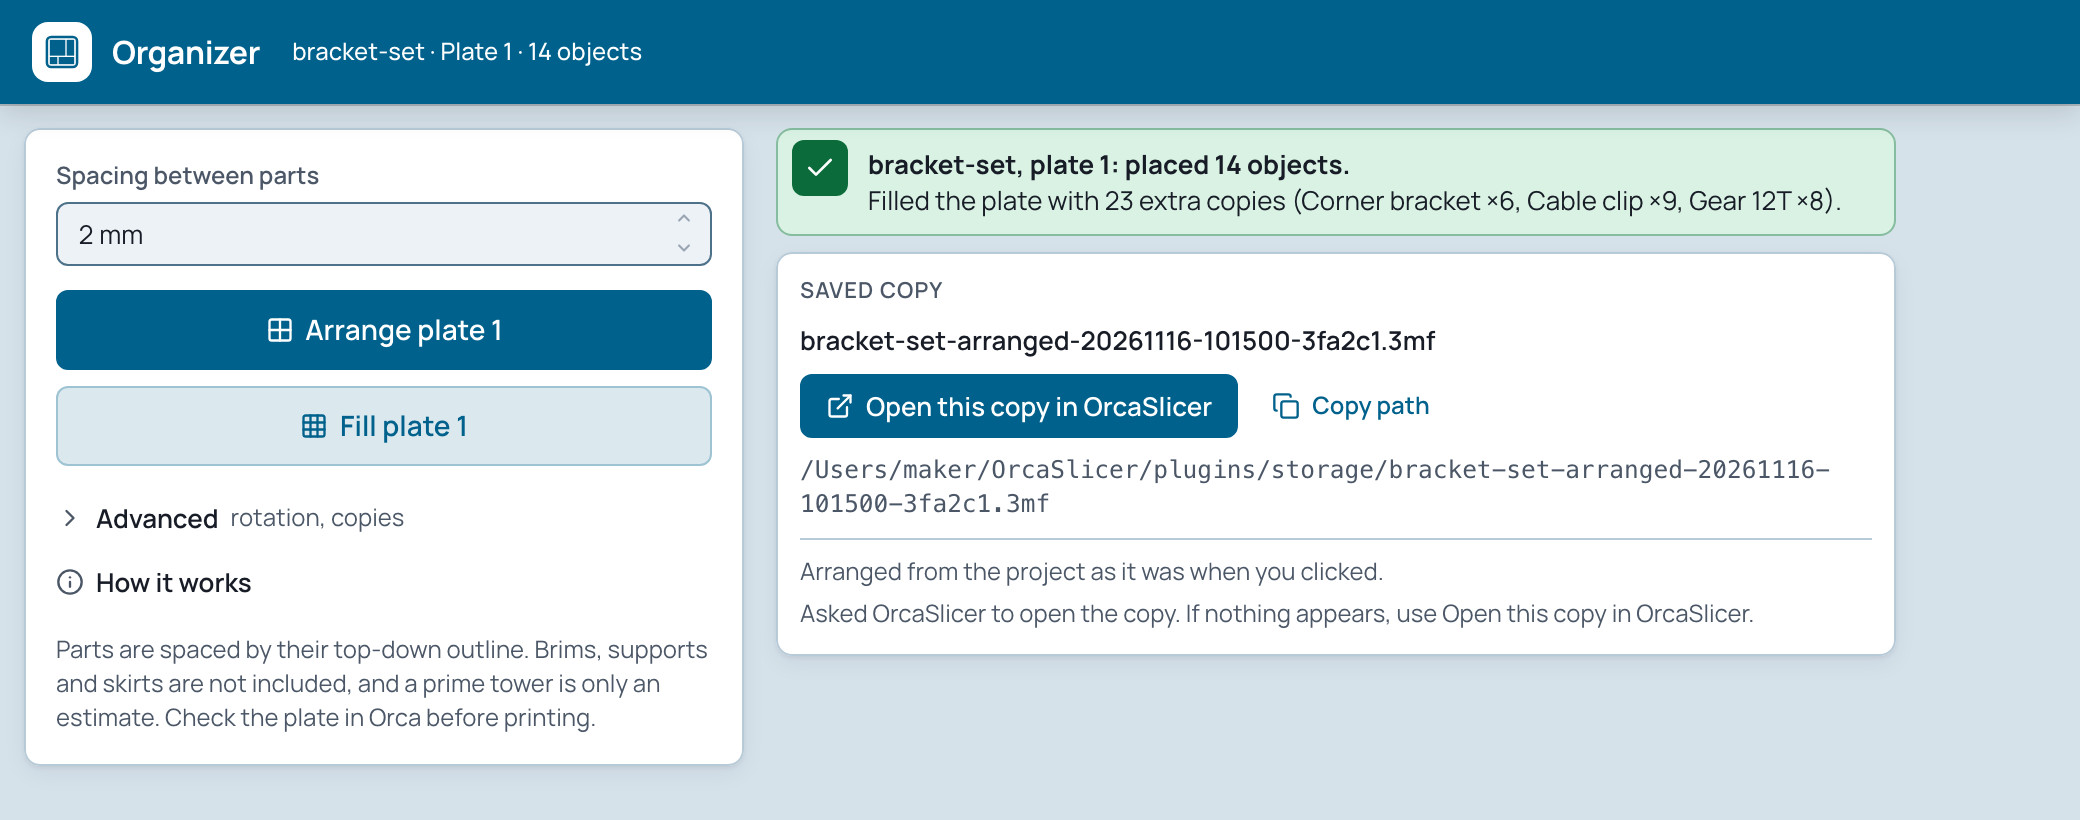 Organizer
bracket-set · Plate 1 · 14 objects
Spacing between parts
2 mm
Arrange plate 1
Fill plate 1
Advanced rotation, copies
How it works
Parts are spaced by their top-down outline. Brims, supports
and skirts are not included, and a prime tower is only an
estimate. Check the plate in Orca before printing.
bracket-set, plate 1: placed 14 objects.
Filled the plate with 23 extra copies (Corner bracket ×6, Cable clip ×9, Gear 12T ×8).
SAVED COPY
bracket-set-arranged-20261116-101500-3fa2c1.3mf
Open this copy in OrcaSlicer
Copy path
/Users/maker/OrcaSlicer/plugins/storage/bracket-set-arranged-20261116-
101500-3fa2c1.3mf
Arranged from the project as it was when you clicked.
Asked OrcaSlicer to open the copy. If nothing appears, use Open this copy in OrcaSlicer.